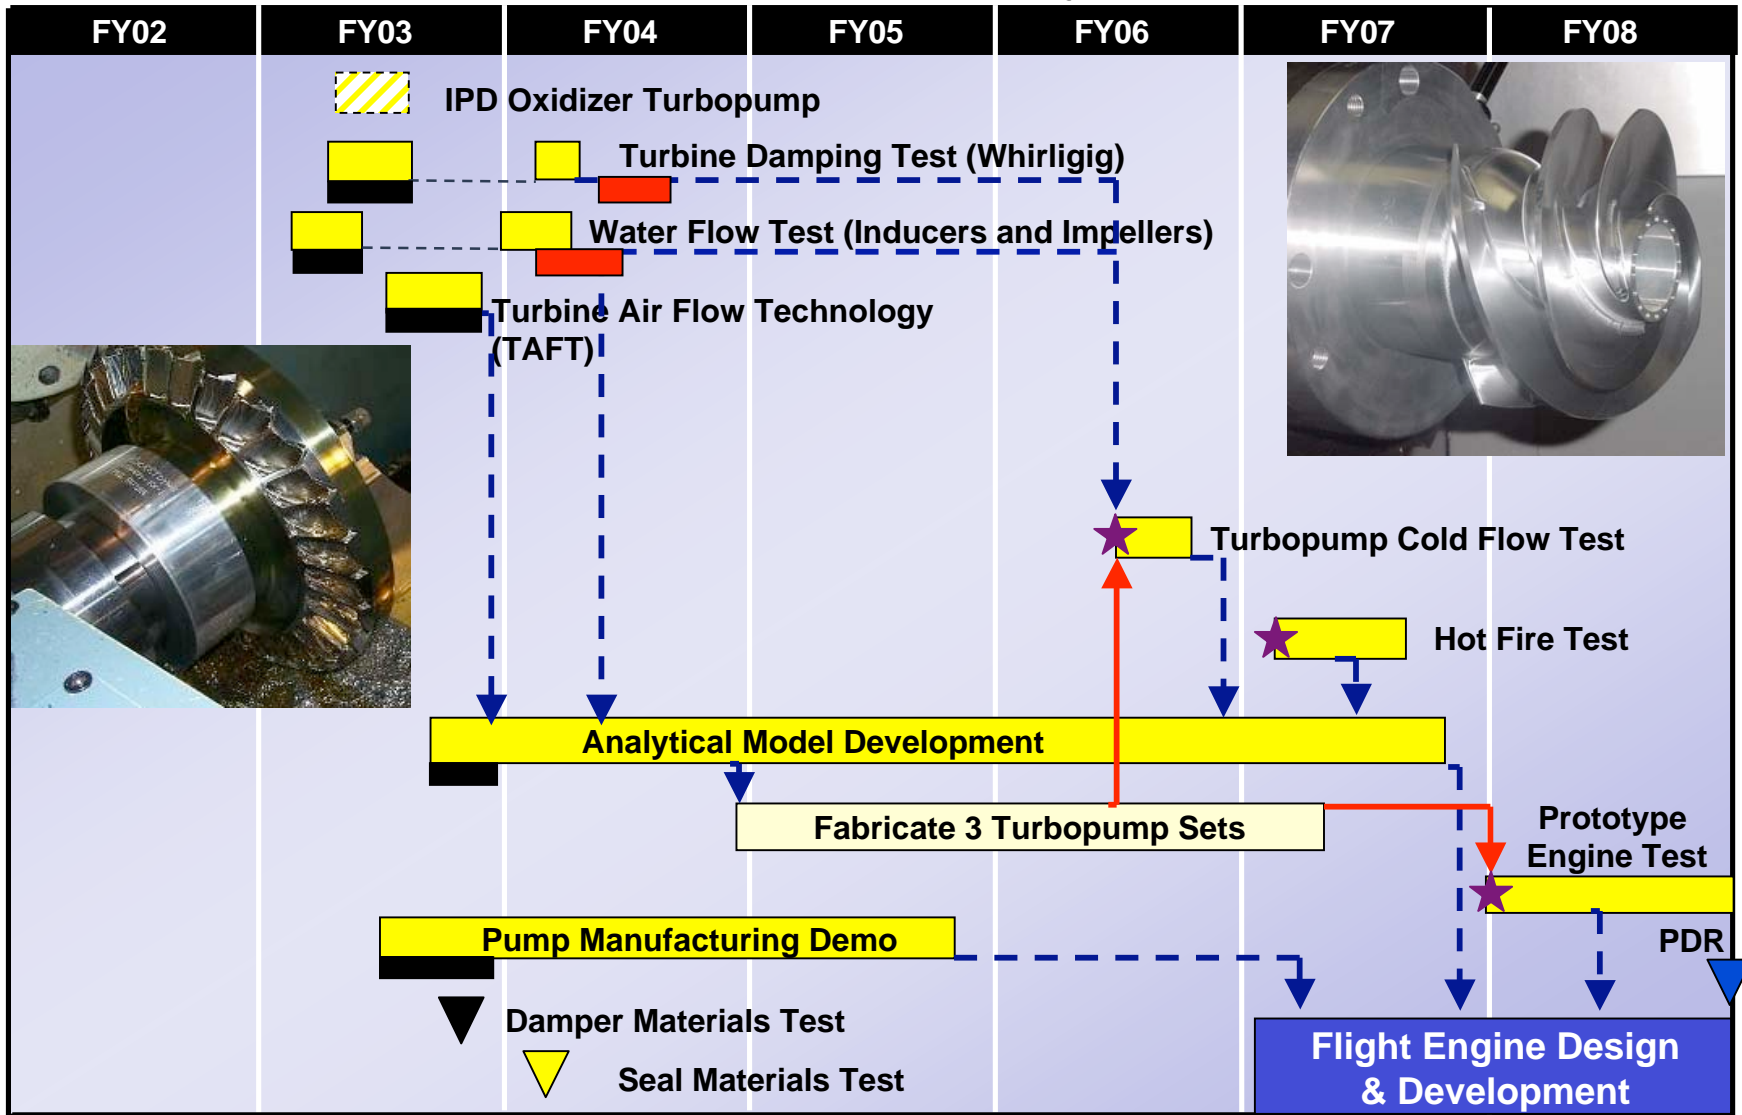 FY02 FY03 FY04 FY05 FY06 FY07 FY08
IPD Oxidizer Turbopump
Turbine Damping Test (Whirligig)
Water Flow Test (Inducers and Impellers)
Turbine Air Flow Technology
(TAFT)
Turbopump Cold Flow Test
Hot Fire Test
Analytical Model Development
Fabricate 3 Turbopump Sets
Prototype
Engine Test
Pump Manufacturing Demo
PDR
Damper Materials Test
Seal Materials Test
Flight Engine Design
& Development